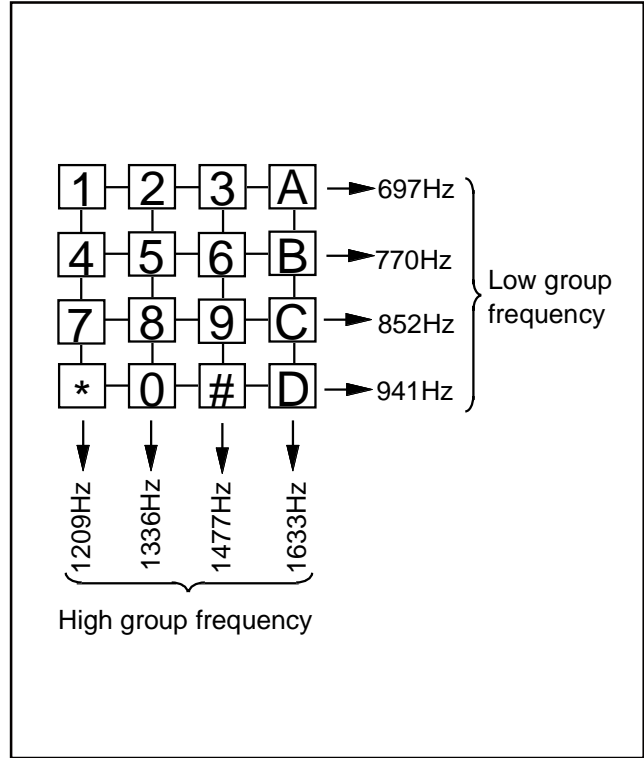 1 2 3 A 697Hz
4 5 6 B 770Hz
7 8 9 C 852Hz
* 0 # D 941Hz
Low group
frequency
1209Hz
1336Hz
1477Hz
1633Hz
High group frequency